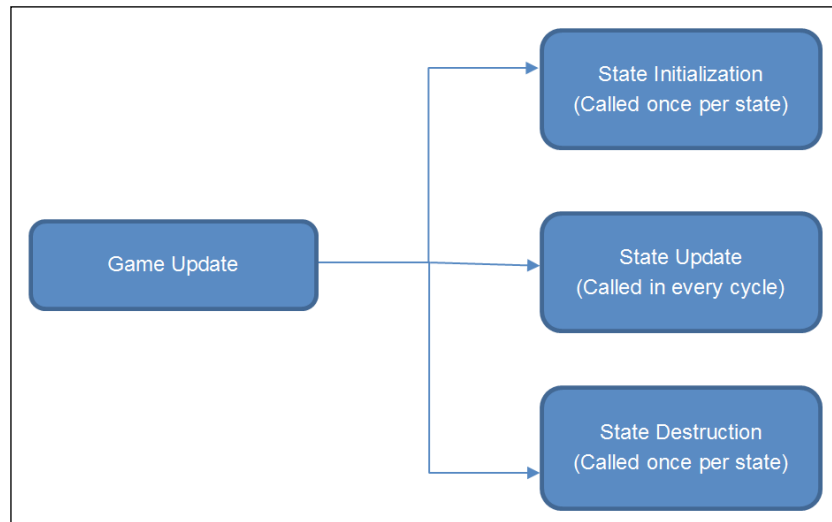 State Initialization
(Called once per state)
Game Update
State Update
(Called in every cycle)
State Destruction
(Called once per state)